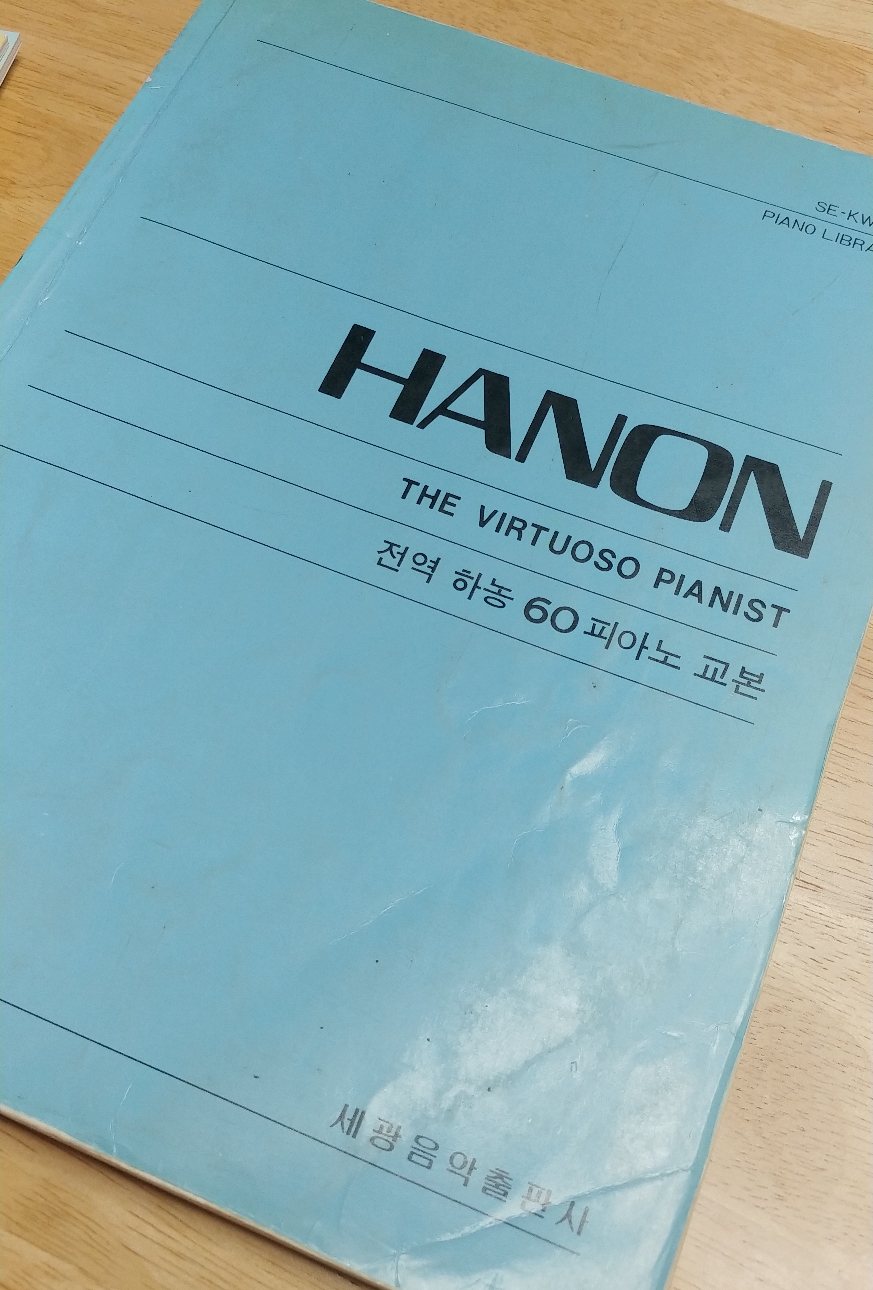 SE-KW
PIANO LIBRA
HANON
THE VIRTUOSO PIANIST
전역 하농 60 피아노 교본
세광음악출판사